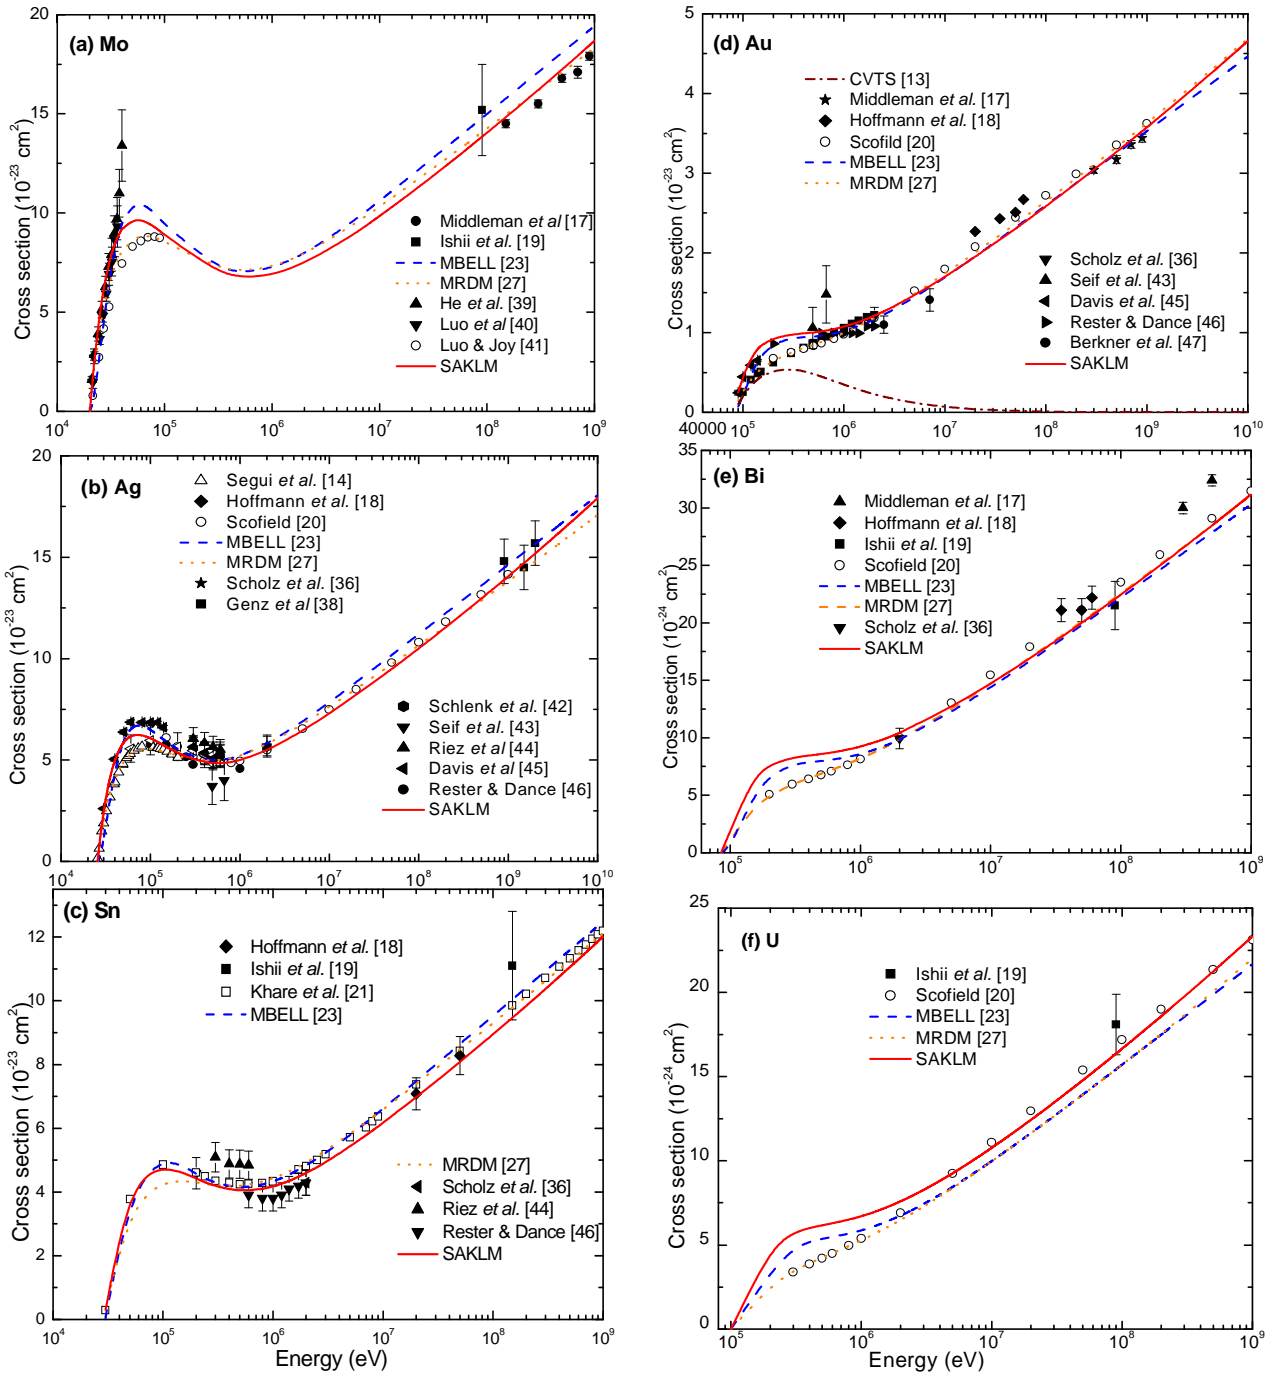 (a) Mo
Cross section (10⁻²³ cm²)
20
15
10
5
0
10⁴ 10⁵ 10⁶ 10⁷ 10⁸ 10⁹
Middleman et al [17]
Ishii et al. [19]
MBELL [23]
MRDM [27]
He et al. [39]
Luo et al [40]
Luo & Joy [41]
SAKLM
(d) Au
Cross section (10⁻²³ cm²)
5
4
3
2
1
0
40000 10⁵ 10⁶ 10⁷ 10⁸ 10⁹ 10¹⁰
CVTS [13]
Middleman et al. [17]
Hoffmann et al. [18]
Scofild [20]
MBELL [23]
MRDM [27]
Scholz et al. [36]
Seif et al. [43]
Davis et al. [45]
Rester & Dance [46]
Berkner et al. [47]
SAKLM
(b) Ag
Cross section (10⁻²³ cm²)
20
15
10
5
0
10⁴ 10⁵ 10⁶ 10⁷ 10⁸ 10⁹ 10¹⁰
Segui et al. [14]
Hoffmann et al. [18]
Scofield [20]
MBELL [23]
MRDM [27]
Scholz et al. [36]
Genz et al [38]
Schlenk et al. [42]
Seif et al. [43]
Riez et al [44]
Davis et al [45]
Rester & Dance [46]
SAKLM
(e) Bi
Cross section (10⁻²⁴ cm²)
35
30
25
20
15
10
5
0
10⁵ 10⁶ 10⁷ 10⁸ 10⁹
Middleman et al. [17]
Hoffmann et al. [18]
Ishii et al. [19]
Scofield [20]
MBELL [23]
MRDM [27]
Scholz et al. [36]
SAKLM
(c) Sn
Cross section (10⁻²³ cm²)
12
10
8
6
4
2
0
10⁴ 10⁵ 10⁶ 10⁷ 10⁸ 10⁹
Energy (eV)
Hoffmann et al. [18]
Ishii et al. [19]
Khare et al. [21]
MBELL [23]
MRDM [27]
Scholz et al. [36]
Riez et al. [44]
Rester & Dance [46]
SAKLM
(f) U
Cross section (10⁻²⁴ cm²)
25
20
15
10
5
0
10⁵ 10⁶ 10⁷ 10⁸ 10⁹
Energy (eV)
Ishii et al. [19]
Scofield [20]
MBELL [23]
MRDM [27]
SAKLM